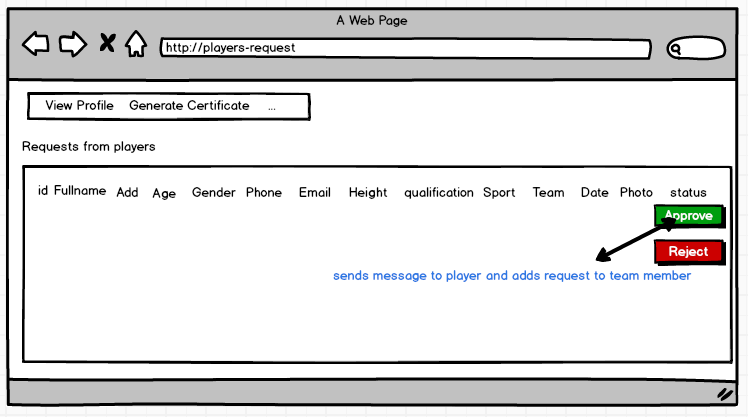 A Web Page
http://players-request
View Profile Generate Certificate ...
Requests from players
id Fullname Add Age Gender Phone Email Height qualification Sport Team Date Photo status
Approve
Reject
sends message to player and adds request to team member